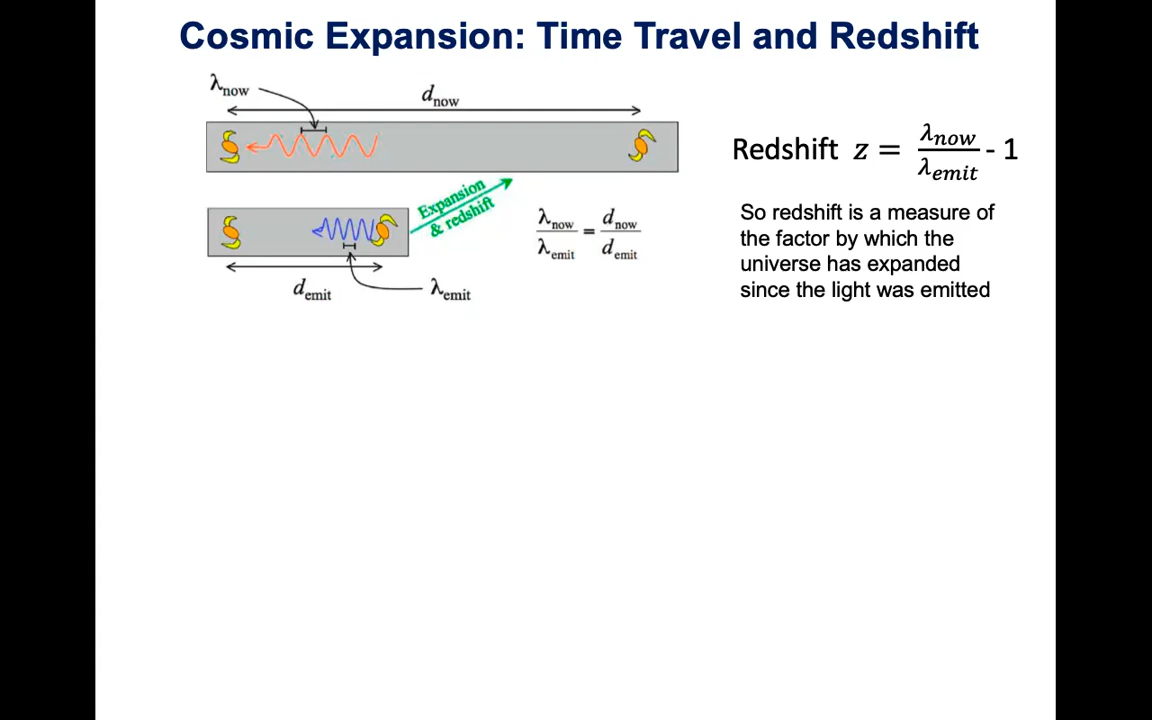 Cosmic Expansion: Time Travel and Redshift
λnow
dnow
Expansion
& redshift
λnow / λemit = dnow / demit
demit
λemit
Redshift z = λnow / λemit - 1
So redshift is a measure of
the factor by which the
universe has expanded
since the light was emitted